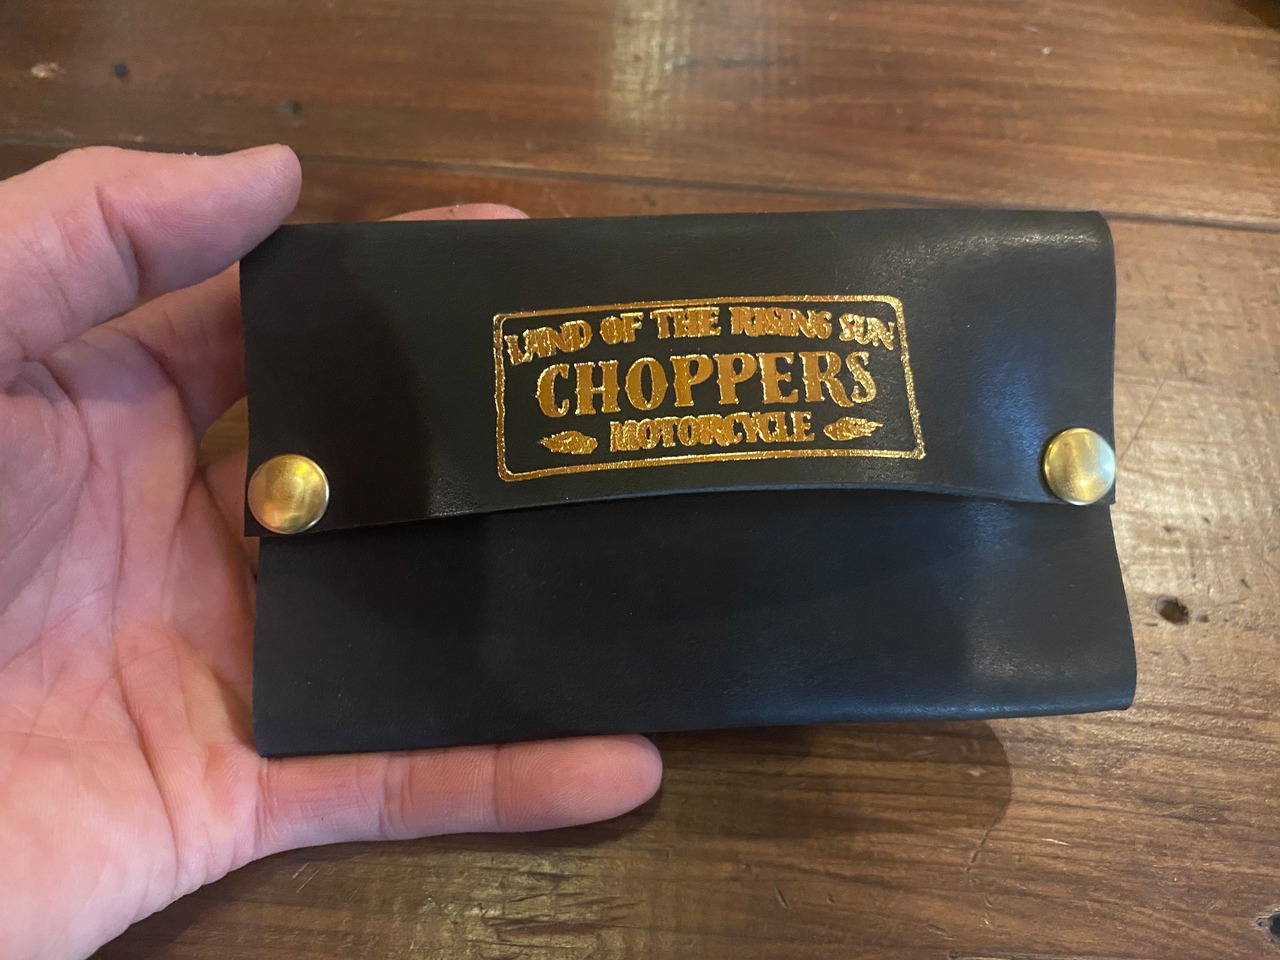 LAND OF THE RISING SUN
CHOPPERS
MOTORCYCLE